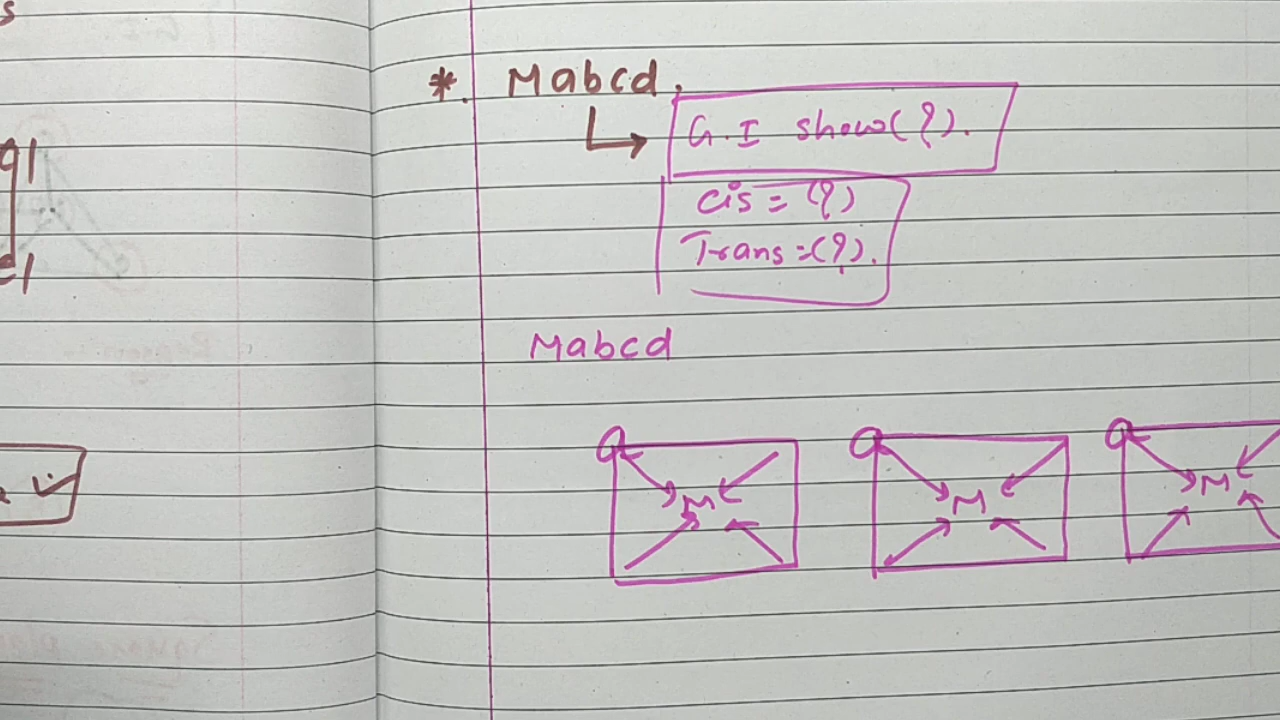 s
*. Mabcd.
G.I show(?).
cis = (?)
Trans =(?).
Mabcd
a a a
M M M